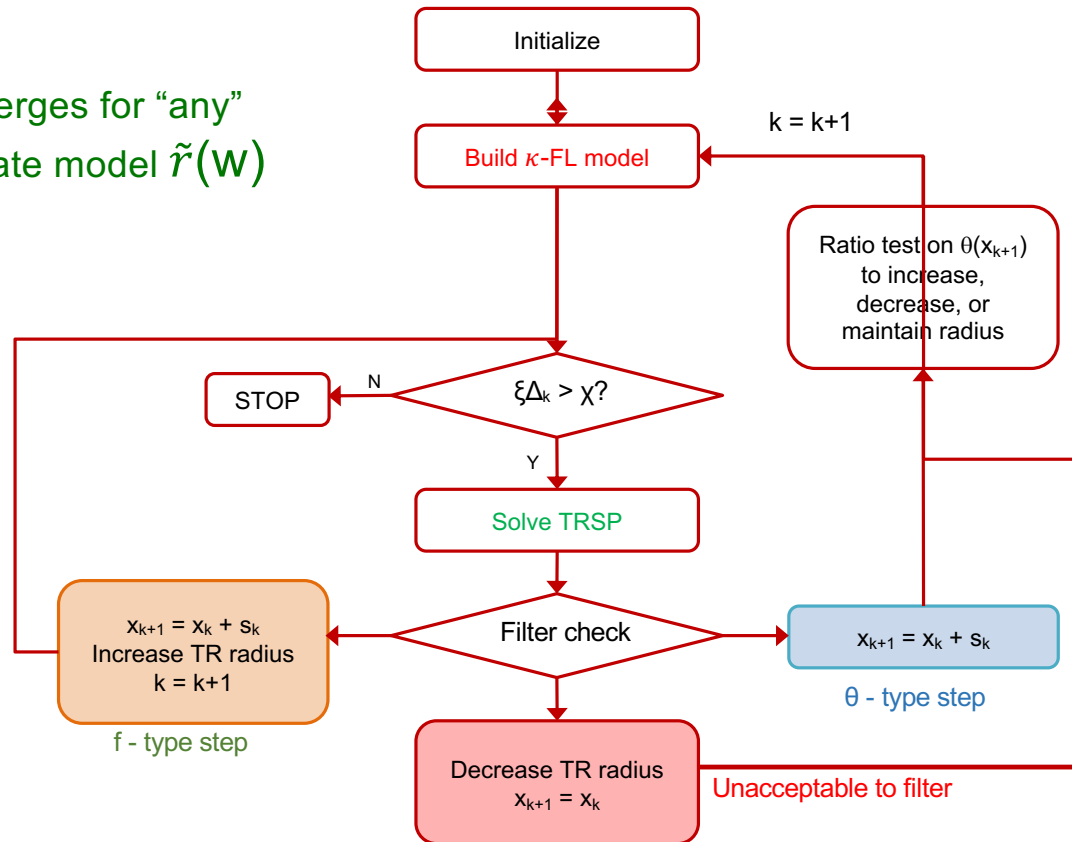 Initialize
erges for “any”
ate model r̃(w)
k = k+1
Build κ-FL model
Ratio test on θ(xₖ₊₁)
to increase,
decrease, or
maintain radius
N
STOP
ξΔₖ > χ?
Y
Solve TRSP
xₖ₊₁ = xₖ + sₖ
Increase TR radius
k = k+1
f - type step
Filter check
xₖ₊₁ = xₖ + sₖ
θ - type step
Decrease TR radius
xₖ₊₁ = xₖ
Unacceptable to filter